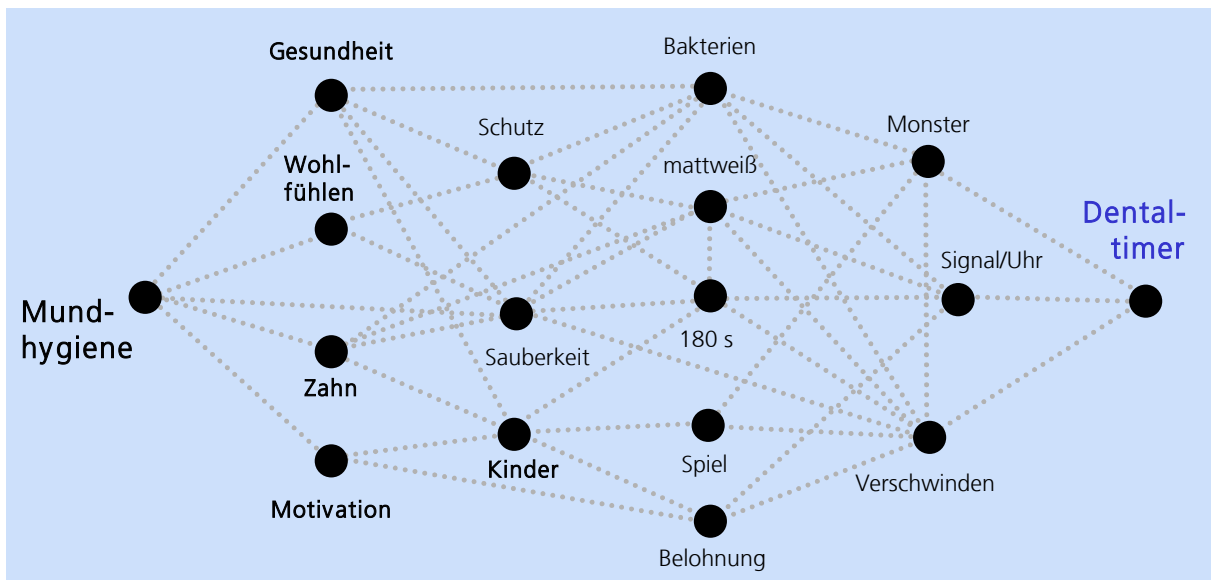 Gesundheit
Bakterien
Schutz
Monster
Wohl-
fühlen
mattweiß
Dental-
timer
Signal/Uhr
Mund-
hygiene
180 s
Sauberkeit
Zahn
Kinder
Spiel
Verschwinden
Motivation
Belohnung